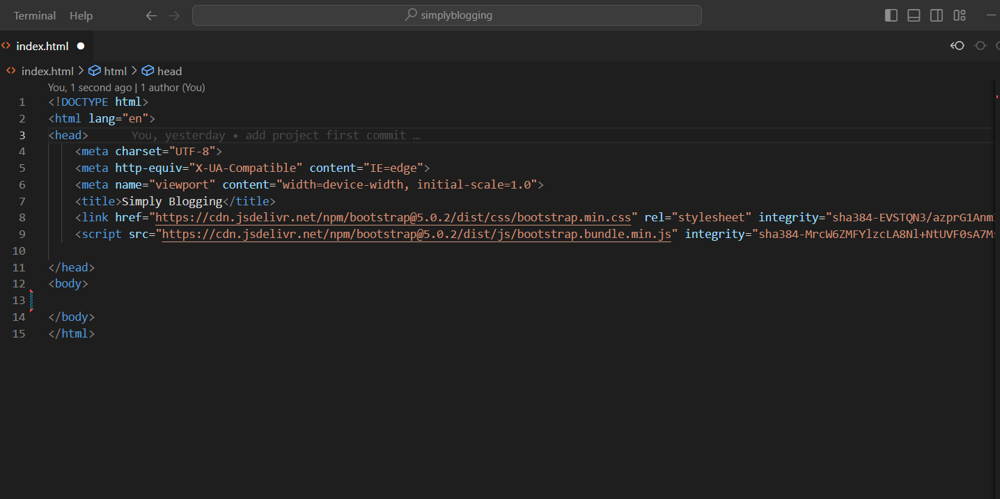 Terminal Help simplyblogging
index.html
index.html > html > head
You, 1 second ago | 1 author (You)
1 <!DOCTYPE html>
2 <html lang="en">
3 <head> You, yesterday • add project first commit …
4 <meta charset="UTF-8">
5 <meta http-equiv="X-UA-Compatible" content="IE=edge">
6 <meta name="viewport" content="width=device-width, initial-scale=1.0">
7 <title>Simply Blogging</title>
8 <link href="https://cdn.jsdelivr.net/npm/bootstrap@5.0.2/dist/css/bootstrap.min.css" rel="stylesheet" integrity="sha384-EVSTQN3/azprG1Anm
9 <script src="https://cdn.jsdelivr.net/npm/bootstrap@5.0.2/dist/js/bootstrap.bundle.min.js" integrity="sha384-MrcW6ZMFYlzcLA8Nl+NtUVF0sA7M
10
11 </head>
12 <body>
13
14 </body>
15 </html>